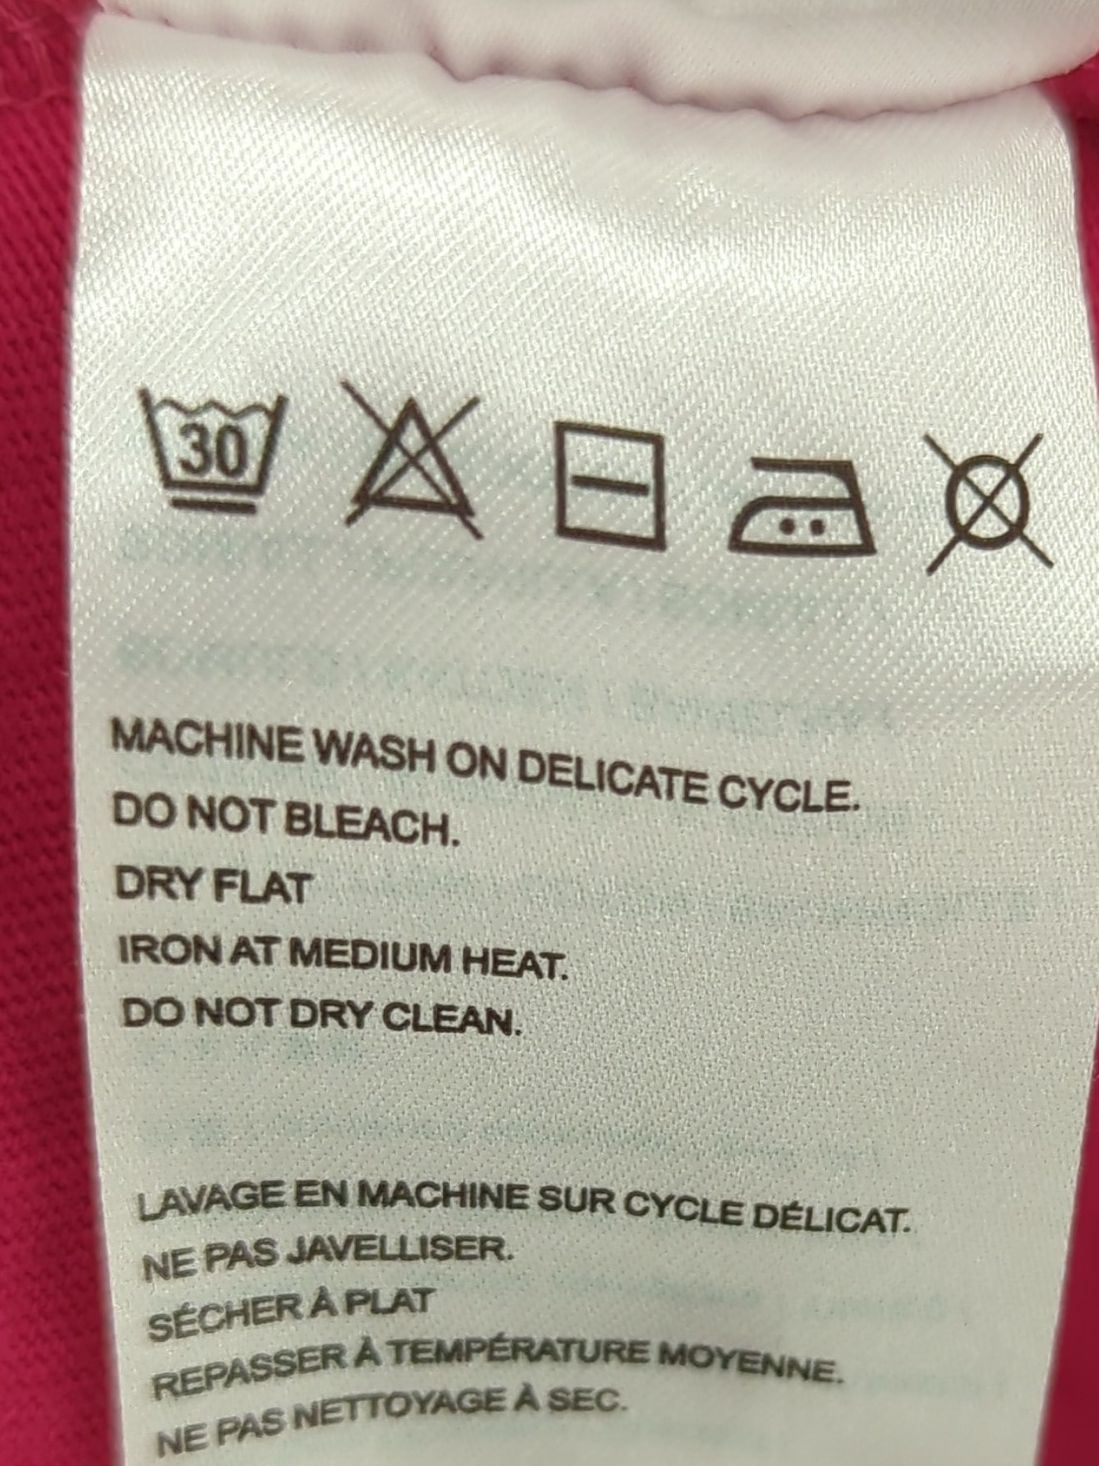 30
MACHINE WASH ON DELICATE CYCLE.
DO NOT BLEACH.
DRY FLAT
IRON AT MEDIUM HEAT.
DO NOT DRY CLEAN.
LAVAGE EN MACHINE SUR CYCLE DÉLICAT.
NE PAS JAVELLISER.
SÉCHER À PLAT
REPASSER À TEMPÉRATURE MOYENNE.
NE PAS NETTOYAGE À SEC.